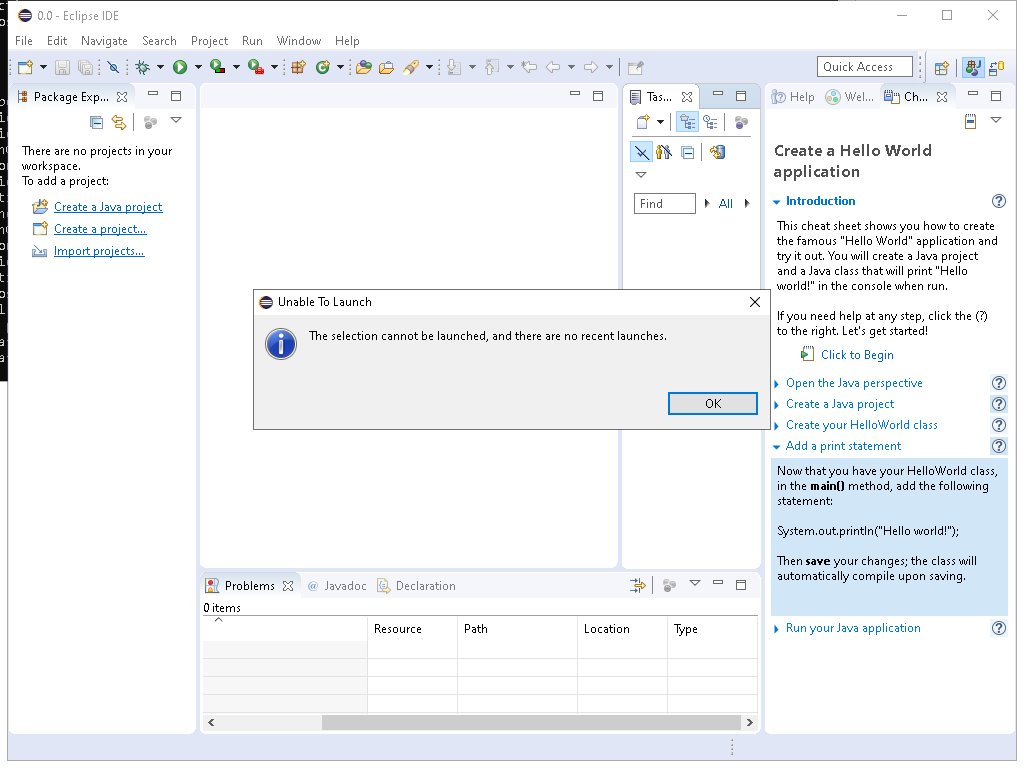 0.0 - Eclipse IDE
File Edit Navigate Search Project Run Window Help
Quick Access
Package Exp...
There are no projects in your
workspace.
To add a project:
Create a Java project
Create a project...
Import projects...
Tas...
Find
All
Help
Wel...
Ch...
Create a Hello World
application
Introduction
This cheat sheet shows you how to create
the famous "Hello World" application and
try it out. You will create a Java project
and a Java class that will print "Hello
world!" in the console when run.
If you need help at any step, click the (?)
to the right. Let's get started!
Click to Begin
Open the Java perspective
Create a Java project
Create your HelloWorld class
Add a print statement
Now that you have your HelloWorld class,
in the main() method, add the following
statement:
System.out.println("Hello world!");
Then save your changes; the class will
automatically compile upon saving.
Run your Java application
Unable To Launch
The selection cannot be launched, and there are no recent launches.
OK
Problems
@ Javadoc
Declaration
0 items
Resource Path Location Type